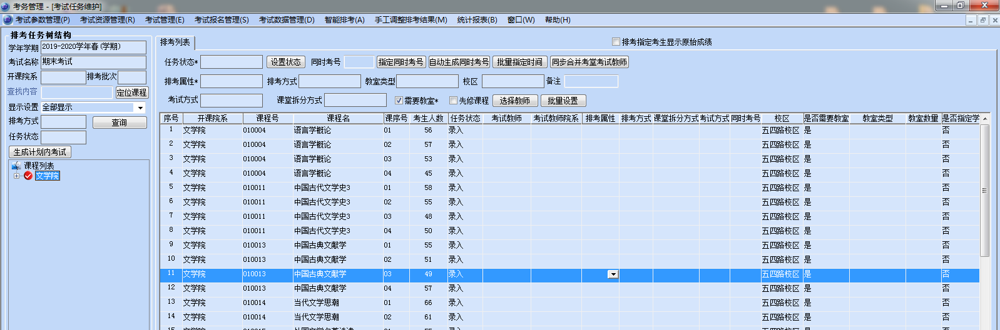 考务管理 - [考试任务维护]
考试参数管理(P) 考试资源管理(R) 考试管理(E) 考试报名管理(S) 考试数据管理(D) 智能排考(A) 手工调整排考结果(M) 统计报表(B) 窗口(W) 帮助(H)
排考任务树结构
学年学期 2019-2020学年春(学期)
考试名称 期末考试
开课院系 排考批次
查找内容 定位课程
显示设置 全部显示
排考方式 查询
任务状态
生成计划内考试
课程列表
文学院
排考列表 排考指定考生显示原始成绩
任务状态* 设置状态 同时考号 指定同时考号 自动生成同时考号 批量指定时间 同步合并考堂考试教师
排考属性* 排考方式 教室类型 校区 备注
考试方式 课堂拆分方式 需要教室* 先修课程 选择教师 批量设置
序号 开课院系 课程号 课程名 课序号 考生人数 任务状态 考试教师 考试教师院系 排考属性 排考方式 课堂拆分方式 考试方式 同时考号 校区 是否需要教室 教室类型 教室数量 是否指定学
1 文学院 010004 语言学概论 01 56 录入 五四路校区 是 否
2 文学院 010004 语言学概论 02 57 录入 五四路校区 是 否
3 文学院 010004 语言学概论 03 53 录入 五四路校区 是 否
4 文学院 010004 语言学概论 04 45 录入 五四路校区 是 否
5 文学院 010011 中国古代文学史3 01 58 录入 五四路校区 是 否
6 文学院 010011 中国古代文学史3 02 55 录入 五四路校区 是 否
7 文学院 010011 中国古代文学史3 03 48 录入 五四路校区 是 否
8 文学院 010011 中国古代文学史3 04 50 录入 五四路校区 是 否
9 文学院 010013 中国古典文献学 01 55 录入 五四路校区 是 否
10 文学院 010013 中国古典文献学 02 51 录入 五四路校区 是 否
11 文学院 010013 中国古典文献学 03 49 录入 五四路校区 是 否
12 文学院 010013 中国古典文献学 04 57 录入 五四路校区 是 否
13 文学院 010014 当代文学思潮 01 66 录入 五四路校区 是 否
14 文学院 010014 当代文学思潮 02 61 录入 五四路校区 是 否